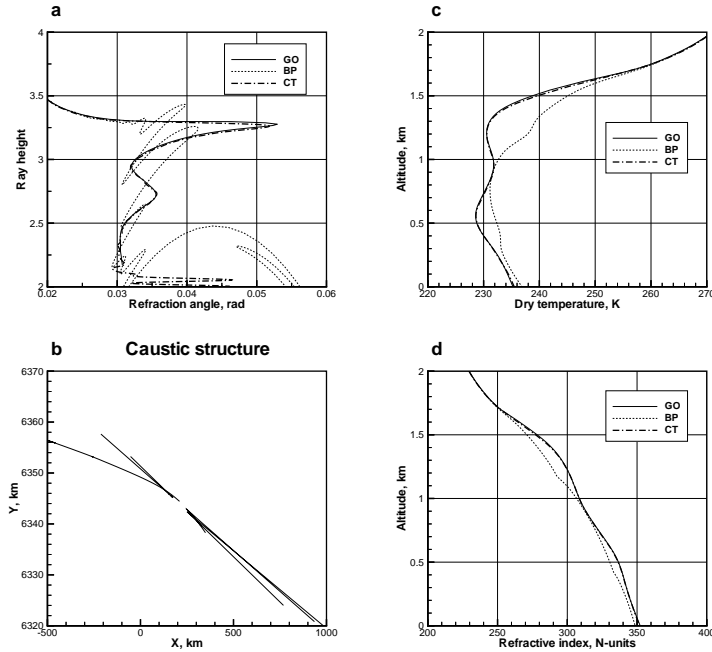 a
4
3.5
3
2.5
2
0.02
0.03
0.04
0.05
0.06
Ray height
Refraction angle, rad
GO
BP
CT
c
2
1.5
1
0.5
0
220
230
240
250
260
270
Altitude, km
Dry temperature, K
GO
BP
CT
b
Caustic structure
6370
6360
6350
6340
6330
6320
-500
0
500
1000
Y, km
X, km
d
2
1.5
1
0.5
0
200
250
300
350
400
Altitude, km
Refractive index, N-units
GO
BP
CT